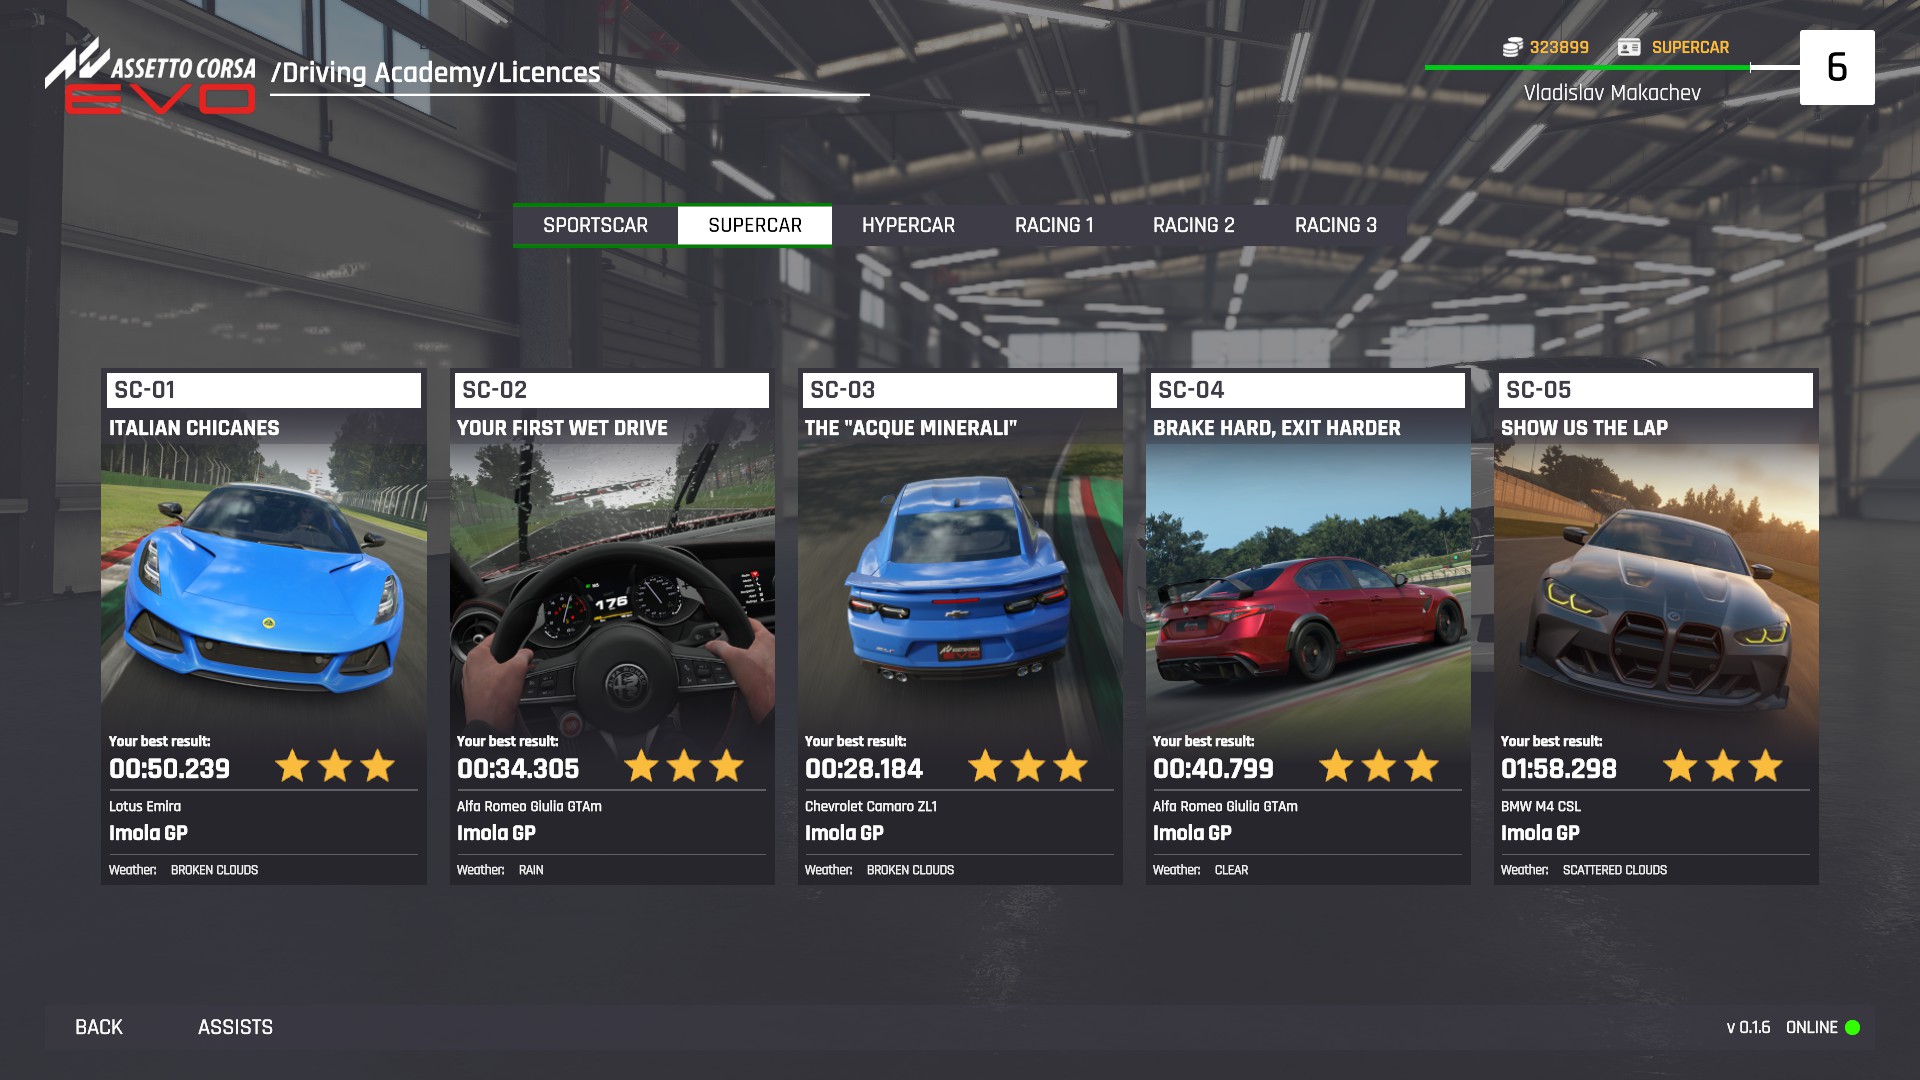 ASSETTO CORSA
EVO
/Driving Academy/Licences
323899
SUPERCAR
Vladislav Makachev
6
SPORTSCAR
SUPERCAR
HYPERCAR
RACING 1
RACING 2
RACING 3
SC-01
ITALIAN CHICANES
Your best result:
00:50.239
Lotus Emira
Imola GP
Weather: BROKEN CLOUDS
SC-02
YOUR FIRST WET DRIVE
176
Your best result:
00:34.305
Alfa Romeo Giulia GTAm
Imola GP
Weather: RAIN
SC-03
THE "ACQUE MINERALI"
ASSETTO CORSA
EVO
Your best result:
00:28.184
Chevrolet Camaro ZL1
Imola GP
Weather: BROKEN CLOUDS
SC-04
BRAKE HARD, EXIT HARDER
Your best result:
00:40.799
Alfa Romeo Giulia GTAm
Imola GP
Weather: CLEAR
SC-05
SHOW US THE LAP
Your best result:
01:58.298
BMW M4 CSL
Imola GP
Weather: SCATTERED CLOUDS
BACK
ASSISTS
v 0.1.6
ONLINE